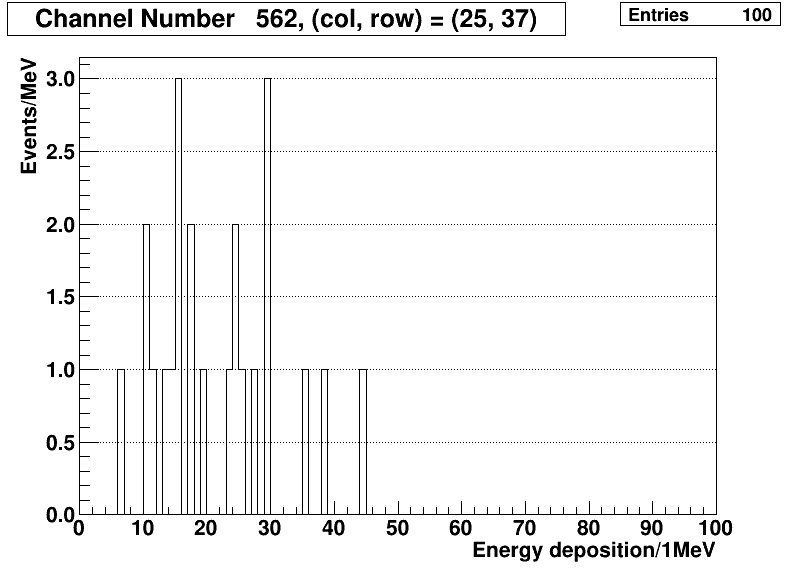 Channel Number 562, (col, row) = (25, 37)
Entries 100
Events/MeV
3.0
2.5
2.0
1.5
1.0
0.5
0.0
0 10 20 30 40 50 60 70 80 90 100
Energy deposition/1MeV